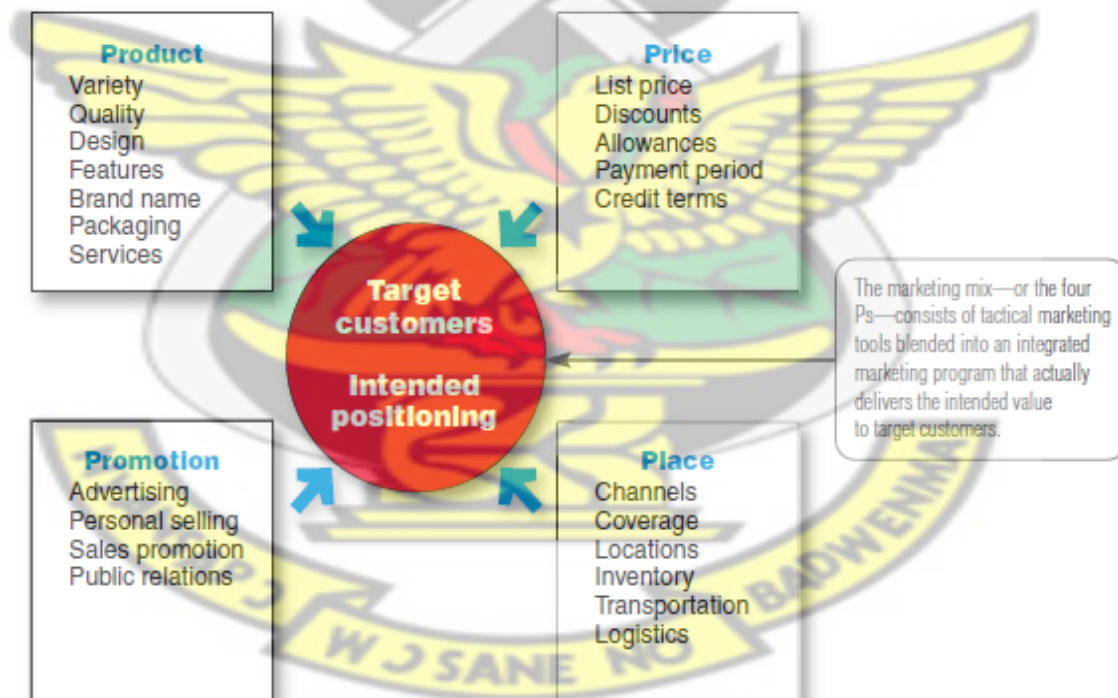 Product
Variety
Quality
Design
Features
Brand name
Packaging
Services
Price
List price
Discounts
Allowances
Payment period
Credit terms
Target
customers
Intended
positioning
The marketing mix—or the four
Ps—consists of tactical marketing
tools blended into an integrated
marketing program that actually
delivers the intended value
to target customers.
Promotion
Advertising
Personal selling
Sales promotion
Public relations
Place
Channels
Coverage
Locations
Inventory
Transportation
Logistics
W Ɔ SANE NO BADWENMA